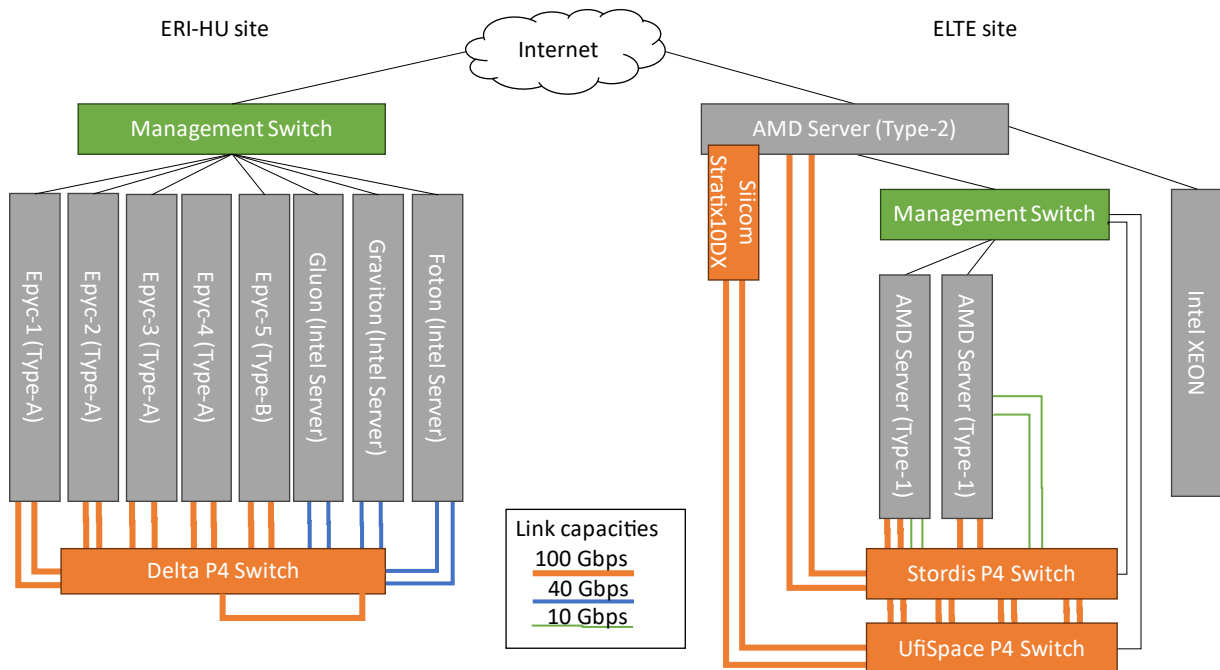 ERI-HU site
Internet
ELTE site
Management Switch
AMD Server (Type-2)
Siicom
Stratix10DX
Management Switch
Epyc-1 (Type-A)
Epyc-2 (Type-A)
Epyc-3 (Type-A)
Epyc-4 (Type-A)
Epyc-5 (Type-B)
Gluon (Intel Server)
Graviton (Intel Server)
Foton (Intel Server)
AMD Server (Type-1)
AMD Server (Type-1)
Intel XEON
Delta P4 Switch
Link capacities
100 Gbps
40 Gbps
10 Gbps
Stordis P4 Switch
UfiSpace P4 Switch